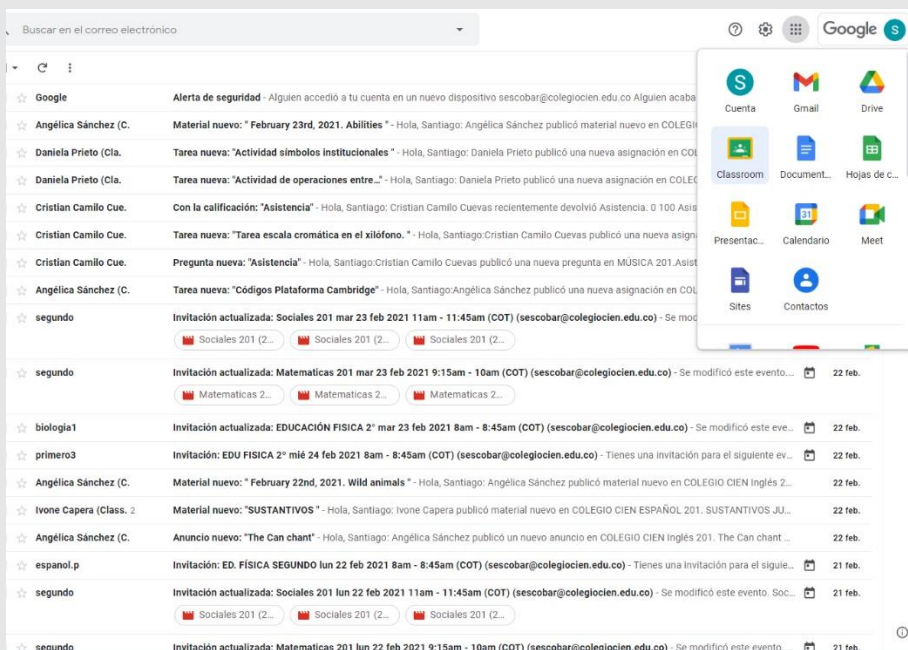 Buscar en el correo electrónico
Google S
Google Alerta de seguridad - Alguien accedió a tu cuenta en un nuevo dispositivo sescobar@colegiocien.edu.co Alguien acaba
Angélica Sánchez (C. Material nuevo: " February 23rd, 2021. Abilities " - Hola, Santiago: Angélica Sánchez publicó material nuevo en
Daniela Prieto (Cla. Tarea nueva: "Actividad símbolos institucionales " - Hola, Santiago: Daniela Prieto publicó una nueva asignación en
Daniela Prieto (Cla. Tarea nueva: "Actividad de operaciones entre..." - Hola, Santiago: Daniela Prieto publicó una nueva asignación en
Cristian Camilo Cue. Con la calificación: "Asistencia" - Hola, Santiago: Cristian Camilo Cuevas recientemente devolvió Asistencia. 0 100
Cristian Camilo Cue. Tarea nueva: "Tarea escala cromática en el xilófono. " - Hola, Santiago:Cristian Camilo Cuevas publicó una nueva
Cristian Camilo Cue. Pregunta nueva: "Asistencia" - Hola, Santiago:Cristian Camilo Cuevas publicó una nueva pregunta en MÚSICA
Angélica Sánchez (C. Tarea nueva: "Códigos Plataforma Cambridge" - Hola, Santiago:Angélica Sánchez publicó una nueva asignación en
S
Cuenta Gmail Drive
Classroom Document... Hojas de c...
31
Presentac... Calendario Meet
Sites Contactos
segundo Invitación actualizada: Sociales 201 mar 23 feb 2021 11am - 11:45am (COT) (sescobar@colegiocien.edu.co) - Se
Sociales 201 (2... Sociales 201 (2... Sociales 201 (2...
segundo Invitación actualizada: Matematicas 201 mar 23 feb 2021 9:15am - 10am (COT) (sescobar@colegiocien.edu.co) - Se modificó este evento.... 22 feb.
Matematicas 2... Matematicas 2... Matematicas 2...
biologia1 Invitación actualizada: EDUCACIÓN FISICA 2° mar 23 feb 2021 8am - 8:45am (COT) (sescobar@colegiocien.edu.co) - Se modificó este eve... 22 feb.
primero3 Invitación: EDU FISICA 2º mié 24 feb 2021 8am - 8:45am (COT) (sescobar@colegiocien.edu.co) - Tienes una invitación para el siguiente ev... 22 feb.
Angélica Sánchez (C. Material nuevo: " February 22nd, 2021. Wild animals " - Hola, Santiago: Angélica Sánchez publicó material nuevo en COLEGIO CIEN Inglés 2... 22 feb.
Ivone Capera (Class. 2 Material nuevo: "SUSTANTIVOS " - Hola, Santiago: Ivone Capera publicó material nuevo en COLEGIO CIEN ESPAÑOL 201. SUSTANTIVOS JU... 22 feb.
Angélica Sánchez (C. Anuncio nuevo: "The Can chant" - Hola, Santiago: Angélica Sánchez publicó un nuevo anuncio en COLEGIO CIEN Inglés 201. The Can chant ... 22 feb.
espanol.p Invitación: ED. FÍSICA SEGUNDO lun 22 feb 2021 8am - 8:45am (COT) (sescobar@colegiocien.edu.co) - Tienes una invitación para el siguie... 21 feb.
segundo Invitación actualizada: Sociales 201 lun 22 feb 2021 11am - 11:45am (COT) (sescobar@colegiocien.edu.co) - Se modificó este evento. Soc... 21 feb.
Sociales 201 (2... Sociales 201 (2... Sociales 201 (2...
segundo Invitación actualizada: Matematicas 201 lun 22 feb 2021 9:15am - 10am (COT) (sescobar@colegiocien.edu.co) - Se modificó este evento.... 21 feb.